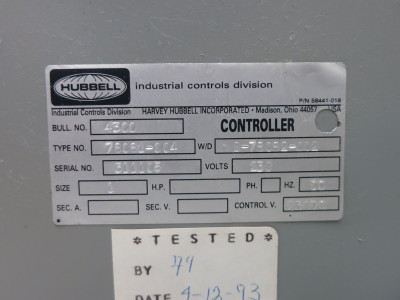 HUBBELL
industrial controls division
P/N 58441-018
Industrial Controls Division HARVEY HUBBELL INCORPORATED • Madison, Ohio 44057 USA
BULL. NO. 4300 CONTROLLER
TYPE NO. W/D
SERIAL NO. VOLTS
SIZE H.P. PH. HZ.
SEC. A. SEC. V. CONTROL V.
* T E S T E D *
BY
DATE 4-12-93